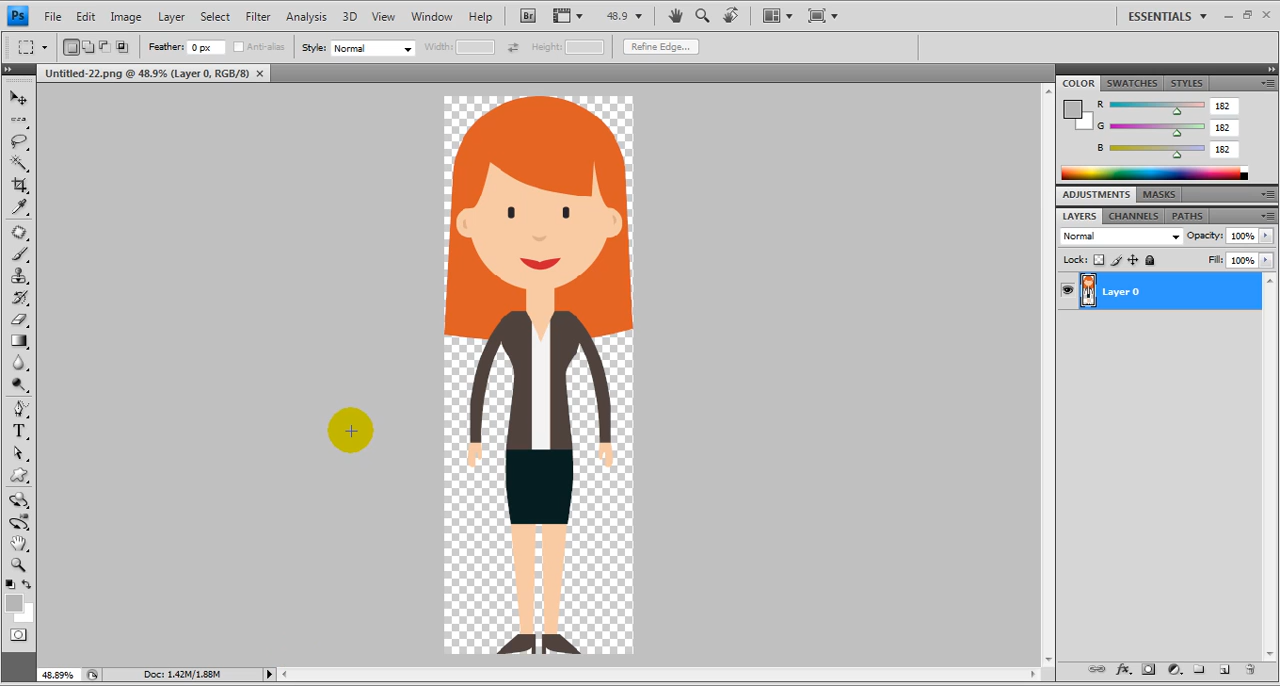 Ps File Edit Image Layer Select Filter Analysis 3D View Window Help Br 48.9 ESSENTIALS
Feather: 0 px Anti-alias Style: Normal Width: Height: Refine Edge...
Untitled-22.png @ 48.9% (Layer 0, RGB/8)
COLOR SWATCHES STYLES
R 182
G 182
B 182
ADJUSTMENTS MASKS
LAYERS CHANNELS PATHS
Normal Opacity: 100%
Lock: Fill: 100%
Layer 0
T
48.89% Doc: 1.42M/1.88M
fx